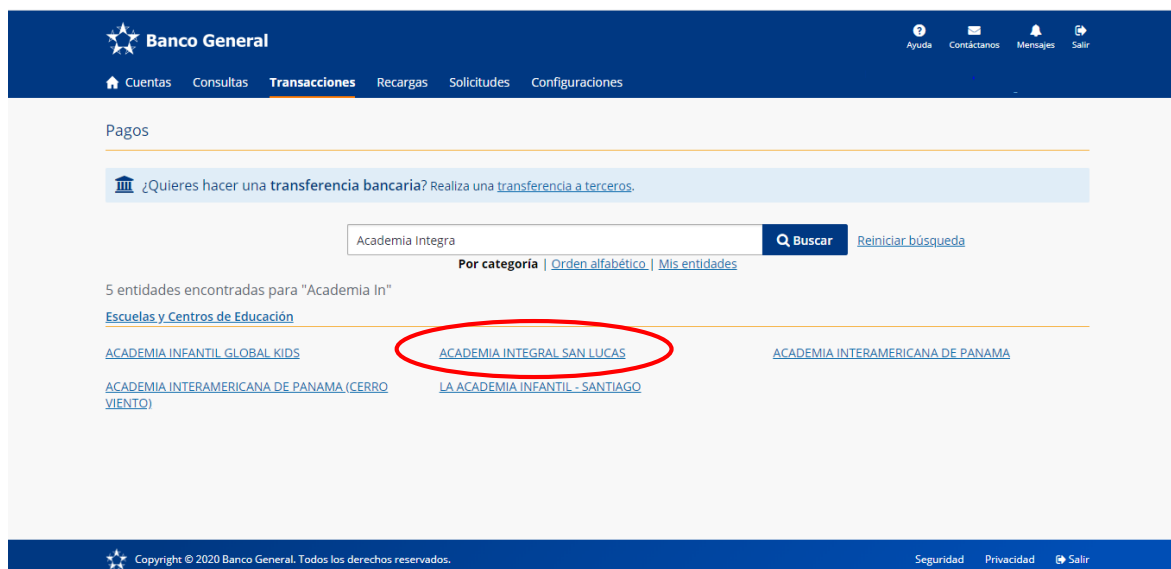 Banco General
Ayuda Contáctanos Mensajes Salir
Cuentas Consultas Transacciones Recargas Solicitudes Configuraciones
Pagos
¿Quieres hacer una transferencia bancaria? Realiza una transferencia a terceros.
Academia Integra Buscar Reiniciar búsqueda
Por categoría | Orden alfabético | Mis entidades
5 entidades encontradas para "Academia In"
Escuelas y Centros de Educación
ACADEMIA INFANTIL GLOBAL KIDS ACADEMIA INTEGRAL SAN LUCAS ACADEMIA INTERAMERICANA DE PANAMA
ACADEMIA INTERAMERICANA DE PANAMA (CERRO LA ACADEMIA INFANTIL - SANTIAGO
VIENTO)
Copyright © 2020 Banco General. Todos los derechos reservados. Seguridad Privacidad Salir